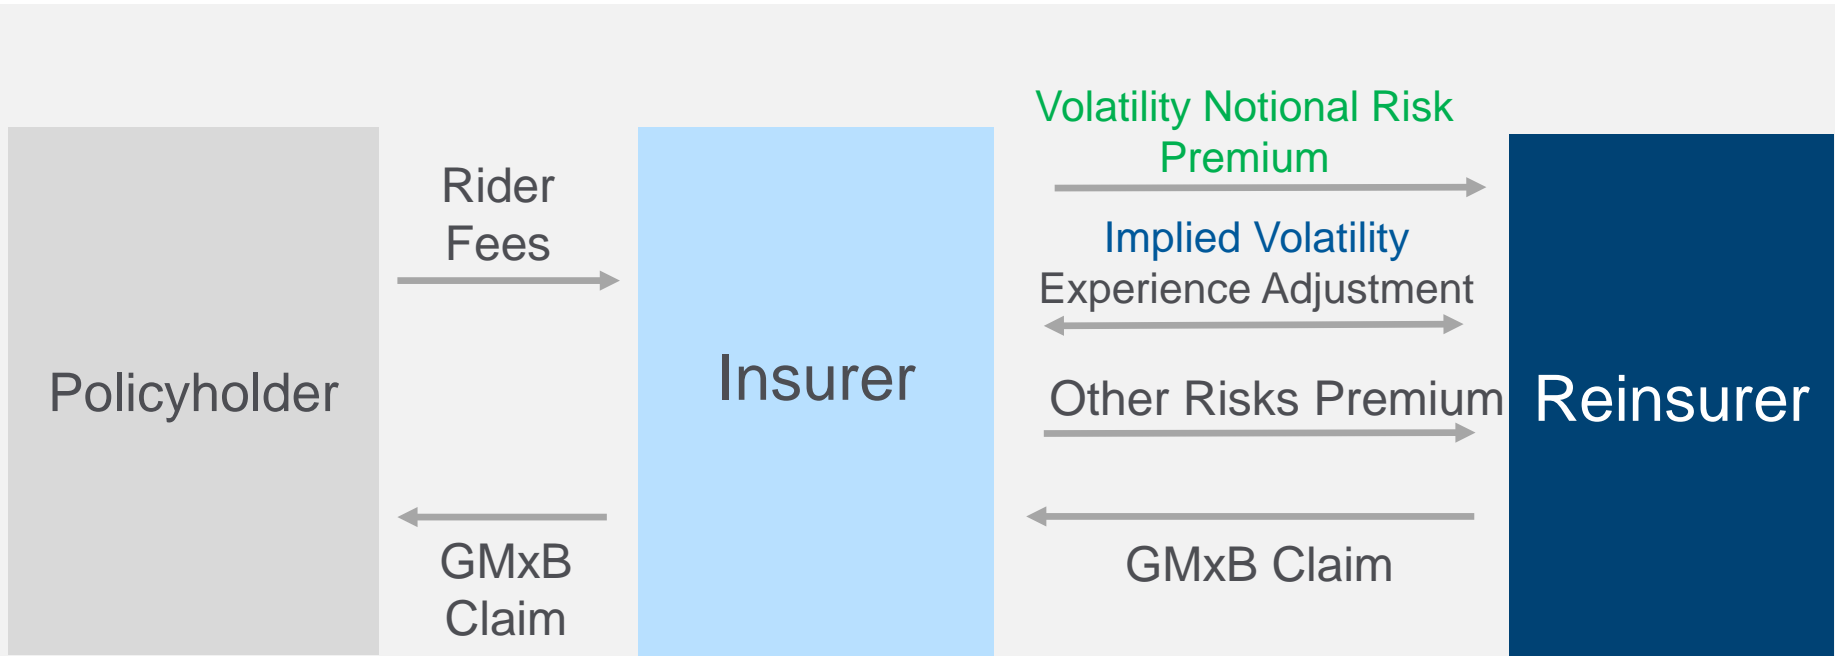 Policyholder
Rider
Fees
GMxB
Claim
Insurer
Volatility Notional Risk
Premium
Implied Volatility
Experience Adjustment
Other Risks Premium
GMxB Claim
Reinsurer